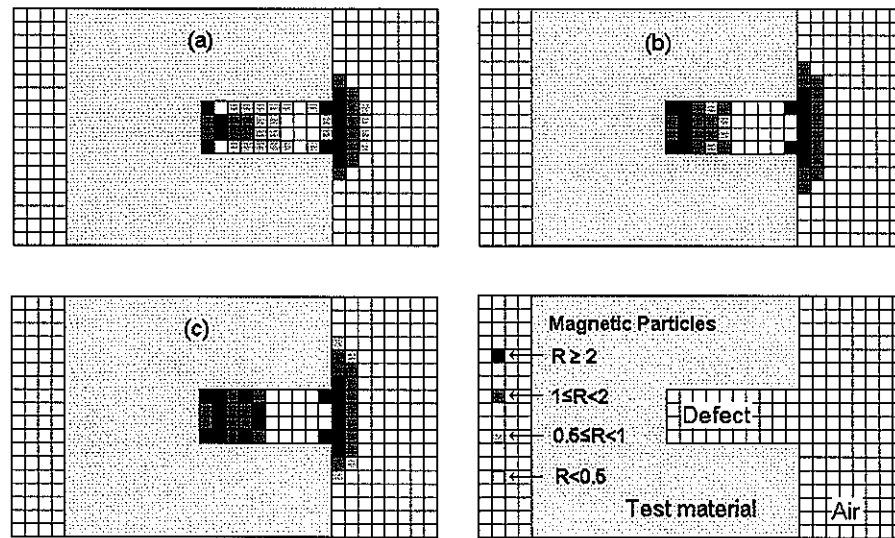 (a)
(b)
(c)
Magnetic Particles
R ≥ 2
1≤R<2
0.5≤R<1
R<0.5
Defect
Test material
Air